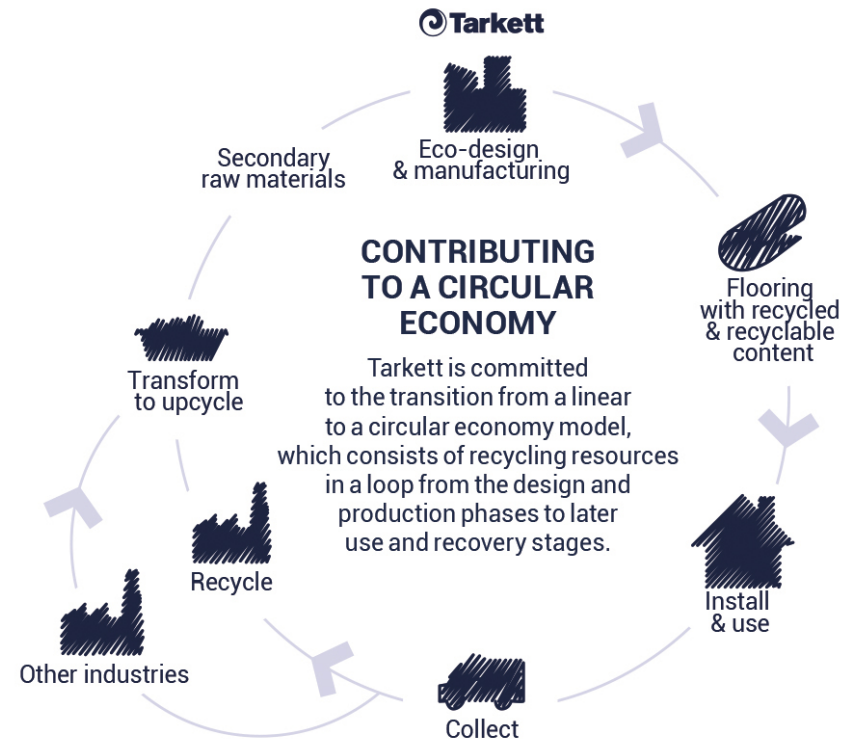 Tarkett
Eco-design
& manufacturing
Secondary
raw materials
Flooring
with recycled
& recyclable
content
CONTRIBUTING
TO A CIRCULAR
ECONOMY
Tarkett is committed
to the transition from a linear
to a circular economy model,
which consists of recycling resources
in a loop from the design and
production phases to later
use and recovery stages.
Transform
to upcycle
Recycle
Install
& use
Other industries
Collect